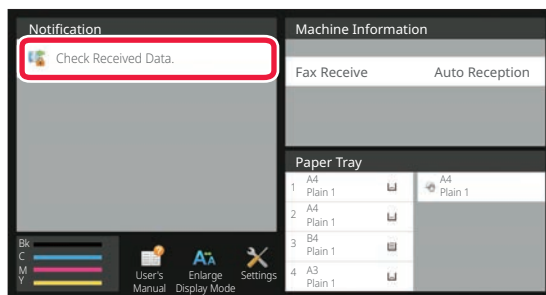 Notification
Check Received Data.
Machine Information
Fax Receive Auto Reception
Paper Tray
1 A4
Plain 1
A4
Plain 1
2 A4
Plain 1
3 B4
Plain 1
4 A3
Plain 1
Bk
C
M
Y
User's
Manual
Enlarge
Display Mode
Settings